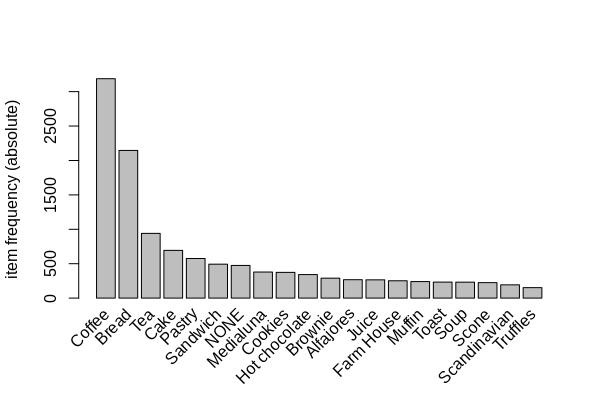 item frequency (absolute)
2500
1500
500
0
Coffee
Bread
Tea
Cake
Pastry
Sandwich
NONE
Medialuna
Cookies
Hot chocolate
Brownie
Alfajores
Juice
Farm House
Muffin
Toast
Soup
Scone
Scandinavian
Truffles